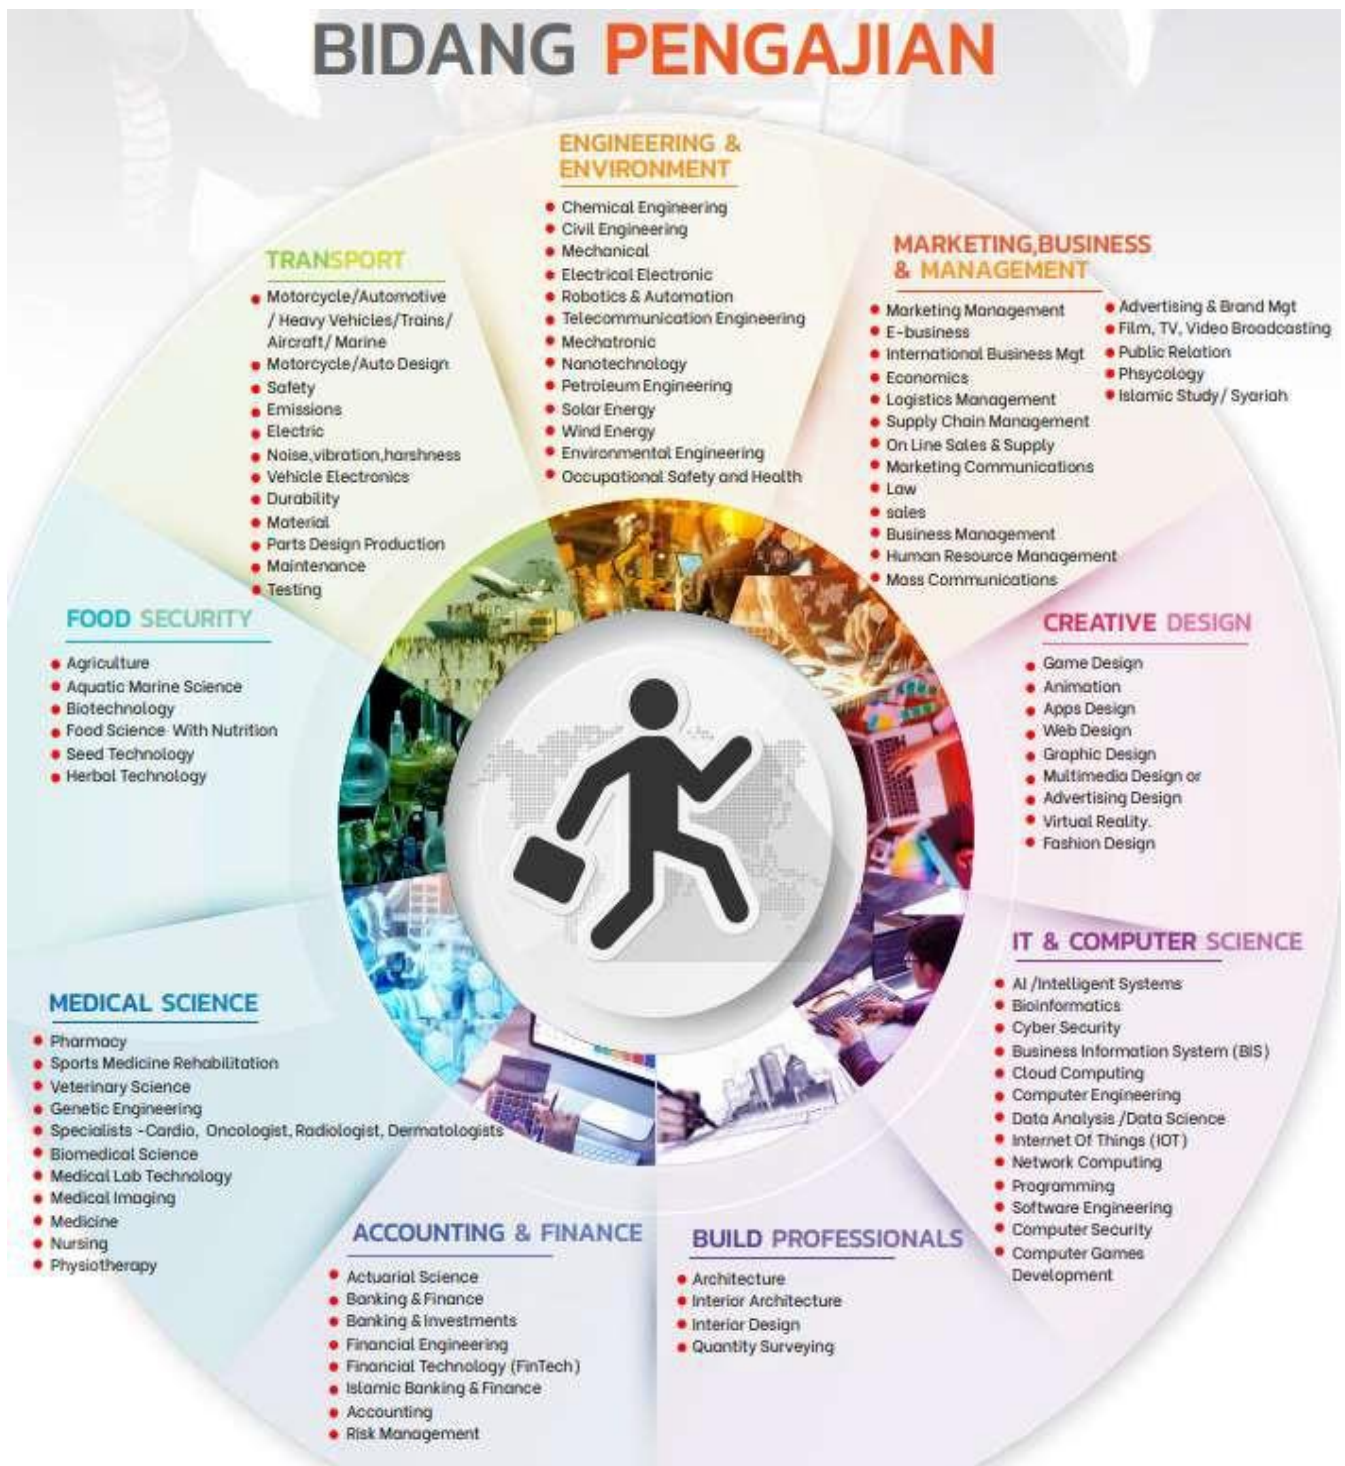 BIDANG PENGAJIAN
ENGINEERING &
ENVIRONMENT
Chemical Engineering
Civil Engineering
Mechanical
Electrical Electronic
Robotics & Automation
Telecommunication Engineering
Mechatronic
Nanotechnology
Petroleum Engineering
Solar Energy
Wind Energy
Environmental Engineering
Occupational Safety and Health
TRANSPORT
Motorcycle/Automotive
/ Heavy Vehicles/Trains/
Aircraft/ Marine
Motorcycle/Auto Design
Safety
Emissions
Electric
Noise,vibration,harshness
Vehicle Electronics
Durability
Material
Parts Design Production
Maintenance
Testing
MARKETING,BUSINESS
& MANAGEMENT
Marketing Management
E-business
International Business Mgt
Economics
Logistics Management
Supply Chain Management
On Line Sales & Supply
Marketing Communications
Law
sales
Business Management
Human Resource Management
Mass Communications
Advertising & Brand Mgt
Film, TV, Video Broadcasting
Public Relation
Phsycology
Islamic Study/ Syariah
FOOD SECURITY
Agriculture
Aquatic Marine Science
Biotechnology
Food Science With Nutrition
Seed Technology
Herbal Technology
CREATIVE DESIGN
Game Design
Animation
Apps Design
Web Design
Graphic Design
Multimedia Design or
Advertising Design
Virtual Reality.
Fashion Design
IT & COMPUTER SCIENCE
AI /Intelligent Systems
Bioinformatics
Cyber Security
Business Information System (BIS)
Cloud Computing
Computer Engineering
Data Analysis /Data Science
Internet Of Things (IOT)
Network Computing
Programming
Software Engineering
Computer Security
Computer Games
Development
MEDICAL SCIENCE
Pharmacy
Sports Medicine Rehabilitation
Veterinary Science
Genetic Engineering
Specialists -Cardio, Oncologist, Radiologist, Dermatologists
Biomedical Science
Medical Lab Technology
Medical Imaging
Medicine
Nursing
Physiotherapy
ACCOUNTING & FINANCE
Actuarial Science
Banking & Finance
Banking & Investments
Financial Engineering
Financial Technology (FinTech)
Islamic Banking & Finance
Accounting
Risk Management
BUILD PROFESSIONALS
Architecture
Interior Architecture
Interior Design
Quantity Surveying